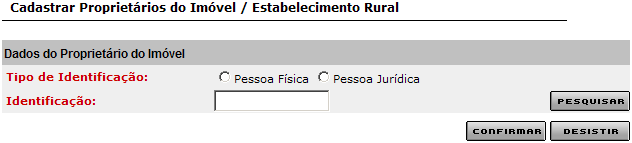 Cadastrar Proprietários do Imóvel / Estabelecimento Rural
Dados do Proprietário do Imóvel
Tipo de Identificação: Pessoa Física Pessoa Jurídica
Identificação: PESQUISAR
CONFIRMAR DESISTIR